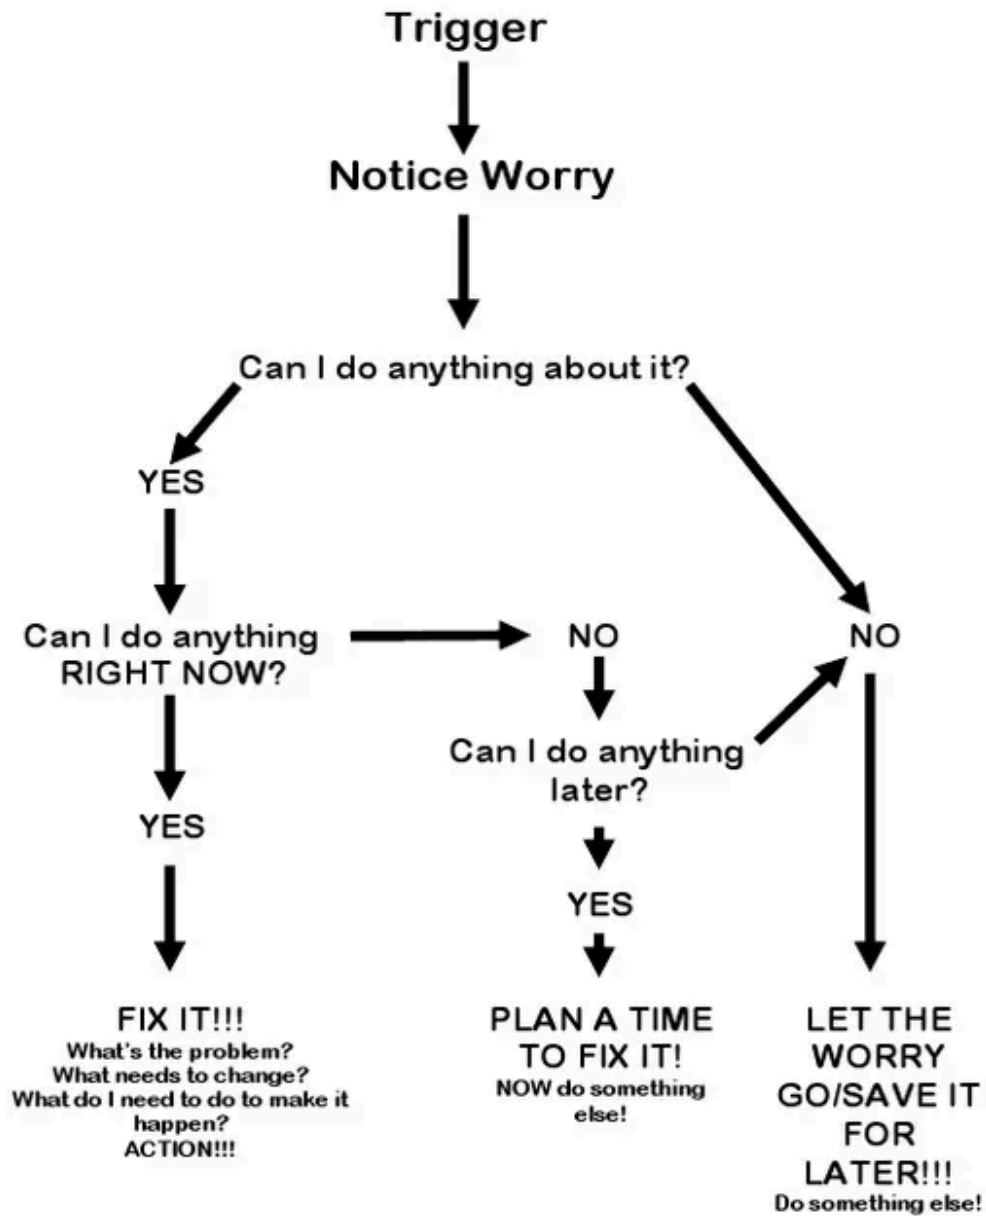 Trigger
Notice Worry
Can I do anything about it?
YES
Can I do anything
RIGHT NOW?
NO
NO
Can I do anything
later?
YES
YES
FIX IT!!!
What's the problem?
What needs to change?
What do I need to do to make it
happen?
ACTION!!!
PLAN A TIME
TO FIX IT!
NOW do something
else!
LET THE
WORRY
GO/SAVE IT
FOR
LATER!!!
Do something else!